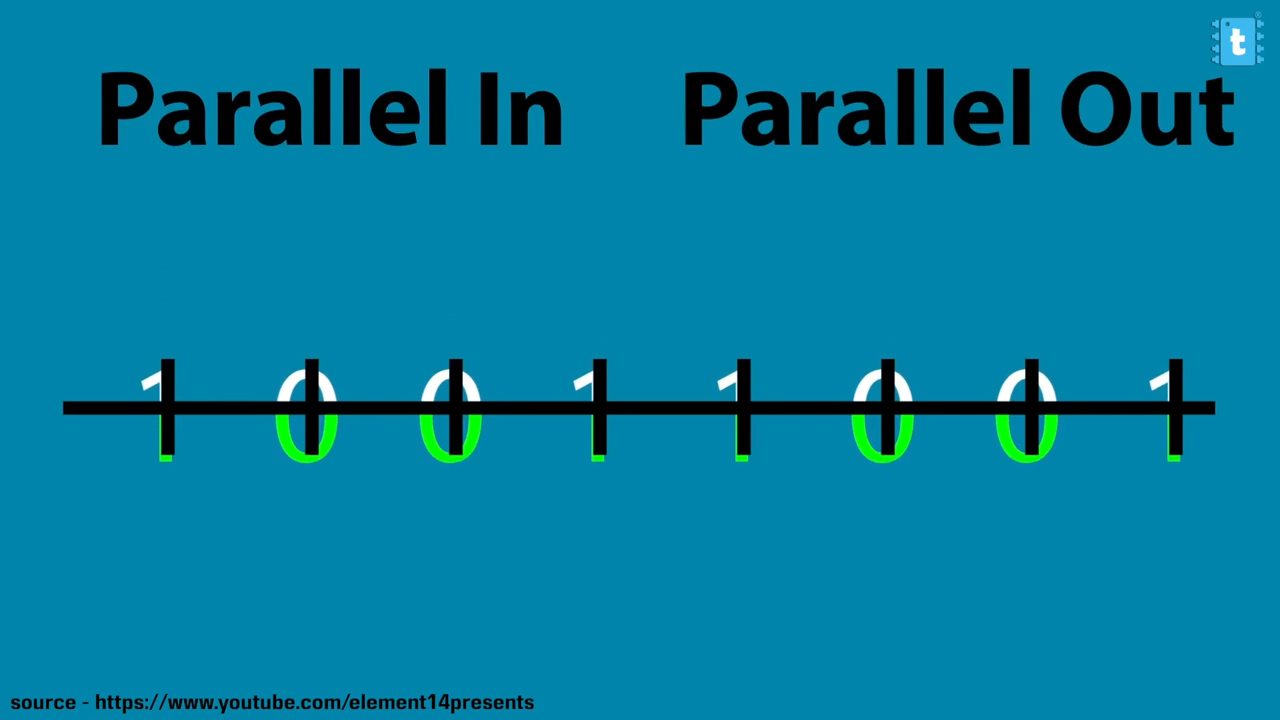 t
Parallel In Parallel Out
1 0 0 1 1 0 0 1
source - https://www.youtube.com/element14presents